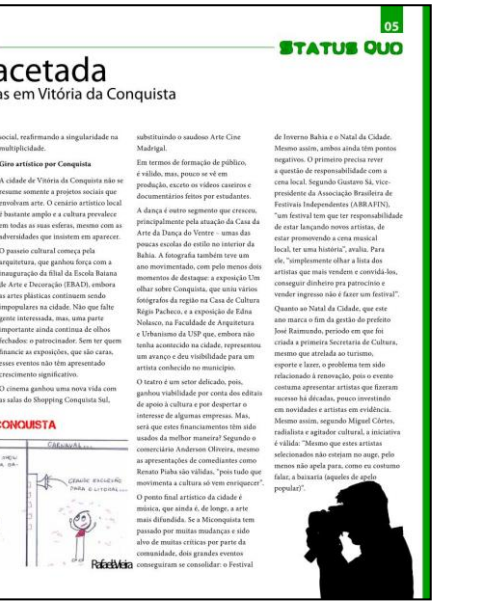 05
STATUS QUO
acetada
as em Vitória da Conquista
social, reafirmando a singularidade na
multiplicidade.
Giro artístico por Conquista
A cidade de Vitória da Conquista não se
resume somente a projetos sociais que
envolvam arte. O cenário artístico local
é bastante amplo e a cultura prevalece
em todas as suas esferas, mesmo com as
adversidades que insistem em aparecer.
O passeio cultural começa pela
arquitetura, que ganhou força com a
inauguração da filial da Escola Baiana
de Arte e Decoração (EBAD), embora
as artes plásticas continuem sendo
impopulares na cidade. Não que falte
gente interessada, mas, uma parte
importante ainda continua de olhos
fechados: o patrocinador. Sem ter quem
financie as exposições, que são caras,
esses eventos não têm apresentado
crescimento significativo.
O cinema ganhou uma nova vida com
as salas do Shopping Conquista Sul,
CONQUISTA
CARNAVAL...
SHOW
GRANDE EXCURSÃO
PARA O LITORAL...
Rafael Vieira
substituindo o saudoso Arte Cine
Madrigal.
Em termos de formação de público,
é válido, mas, pouco se vê em
produção, exceto os vídeos caseiros e
documentários feitos por estudantes.
A dança é outro segmento que cresceu,
principalmente pela atuação da Casa da
Arte da Dança do Ventre – umas das
poucas escolas do estilo no interior da
Bahia. A fotografia também teve um
ano movimentado, com pelo menos dois
momentos de destaque: a exposição Um
olhar sobre Conquista, que uniu vários
fotógrafos da região na Casa de Cultura
Régis Pacheco, e a exposição de Edna
Nolasco, na Faculdade de Arquitetura
e Urbanismo da USP que, embora não
tenha acontecido na cidade, representou
um avanço e deu visibilidade para um
artista conhecido no município.
O teatro é um setor delicado, pois,
ganhou viabilidade por conta dos editais
de apoio à cultura e por despertar o
interesse de algumas empresas. Mas,
será que estes financiamentos têm sido
usados da melhor maneira? Segundo o
comerciário Anderson Oliveira, mesmo
as apresentações de comediantes como
Renato Piaba são válidas, "pois tudo que
movimenta a cultura só vem enriquecer".
O ponto final artístico da cidade é
música, que ainda é, de longe, a arte
mais difundida. Se a Miconquista tem
passado por muitas mudanças e sido
alvo de muitas críticas por parte da
comunidade, dois grandes eventos
conseguiram se consolidar: o Festival
de Inverno Bahia e o Natal da Cidade.
Mesmo assim, ambos ainda têm pontos
negativos. O primeiro precisa rever
a questão de responsabilidade com a
cena local. Segundo Gustavo Sá, vice-
presidente da Associação Brasileira de
Festivais Independentes (ABRAFIN),
"um festival tem que ter responsabilidade
de estar lançando novos artistas, de
estar promovendo a cena musical
local, ter uma história", avalia. Para
ele, "simplesmente olhar a lista dos
artistas que mais vendem e convidá-los,
conseguir dinheiro pra patrocínio e
vender ingresso não é fazer um festival".
Quanto ao Natal da Cidade, que este
ano marca o fim da gestão do prefeito
José Raimundo, período em que foi
criada a primeira Secretaria de Cultura,
mesmo que atrelada ao turismo,
esporte e lazer, o problema tem sido
relacionado à renovação, pois o evento
costuma apresentar artistas que fizeram
sucesso há décadas, pouco investindo
em novidades e artistas em evidência.
Mesmo assim, segundo Miguel Côrtes,
radialista e agitador cultural, a iniciativa
é válida: "Mesmo que estes artistas
selecionados não estejam no auge, pelo
menos não apela para, como eu costumo
falar, a baixaria (aqueles de apelo
popular)".